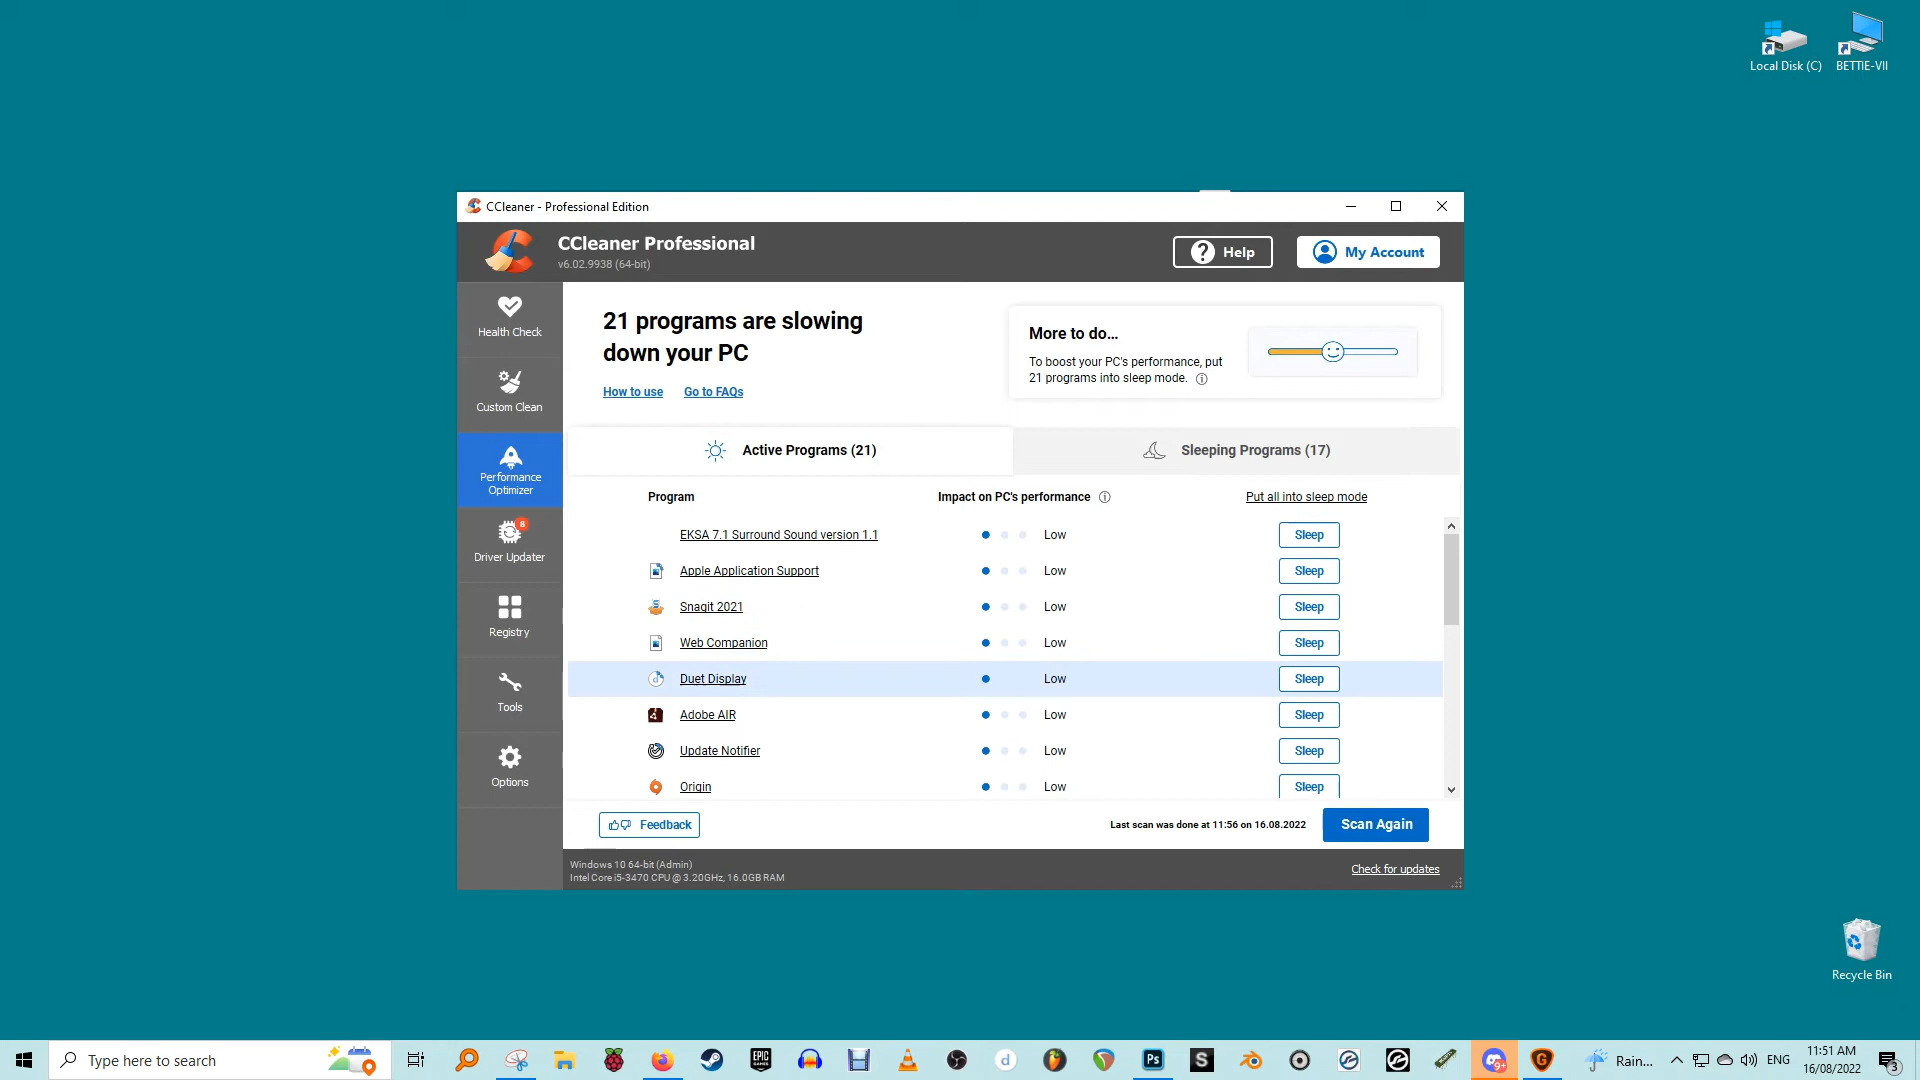 Local Disk (C)
BETTIE-VII
CCleaner - Professional Edition
CCleaner Professional
v6.02.9938 (64-bit)
Help
My Account
Health Check
Custom Clean
Performance
Optimizer
8
Driver Updater
Registry
Tools
Options
21 programs are slowing
down your PC
How to use
Go to FAQs
More to do...
To boost your PC's performance, put
21 programs into sleep mode.
Active Programs (21)
Sleeping Programs (17)
Program
Impact on PC's performance
Put all into sleep mode
EKSA 7.1 Surround Sound version 1.1
Low
Sleep
Apple Application Support
Low
Sleep
Snagit 2021
Low
Sleep
Web Companion
Low
Sleep
Duet Display
Low
Sleep
Adobe AIR
Low
Sleep
Update Notifier
Low
Sleep
Origin
Low
Sleep
Feedback
Last scan was done at 11:56 on 16.08.2022
Scan Again
Windows 10 64-bit (Admin)
Intel Core i5-3470 CPU @ 3.20GHz, 16.0GB RAM
Check for updates
Recycle Bin
Type here to search
EPIC
GAMES
d
Ps
S
9+
G
Rain...
ENG
11:51 AM
16/08/2022
3